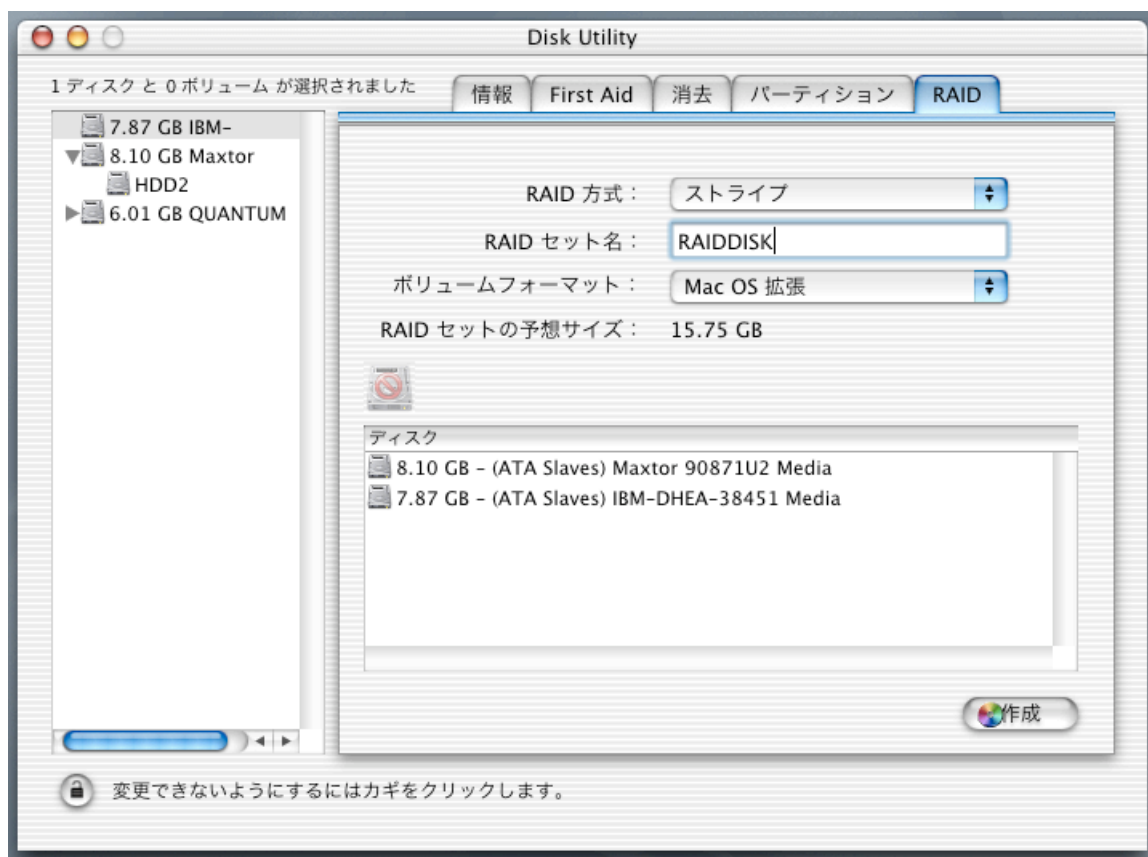 Disk Utility
1 ディスク と 0 ボリューム が選択されました
情報 First Aid 消去 パーティション RAID
7.87 GB IBM-
8.10 GB Maxtor
HDD2
6.01 GB QUANTUM
RAID 方式： ストライプ
RAID セット名： RAIDDISK
ボリュームフォーマット： Mac OS 拡張
RAID セットの予想サイズ： 15.75 GB
ディスク
8.10 GB - (ATA Slaves) Maxtor 90871U2 Media
7.87 GB - (ATA Slaves) IBM-DHEA-38451 Media
作成
変更できないようにするにはカギをクリックします。